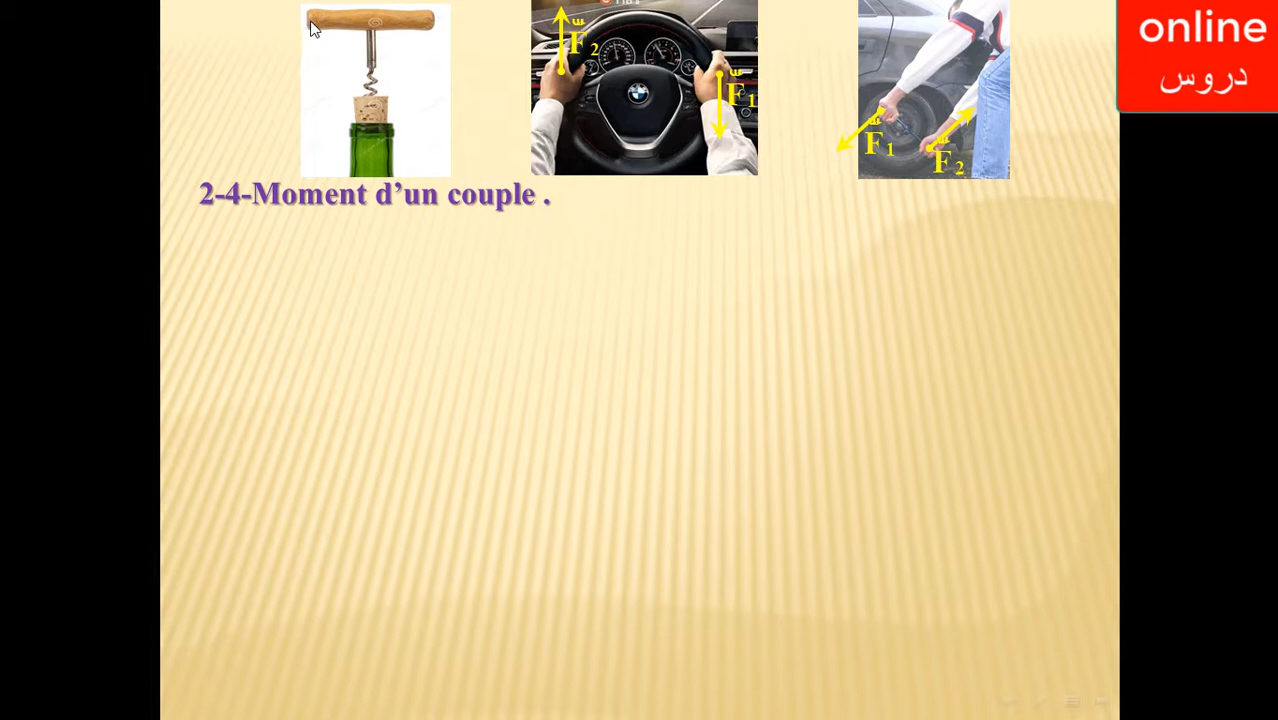 F2
F1
F1
F2
online
دروس
2-4-Moment d’un couple .